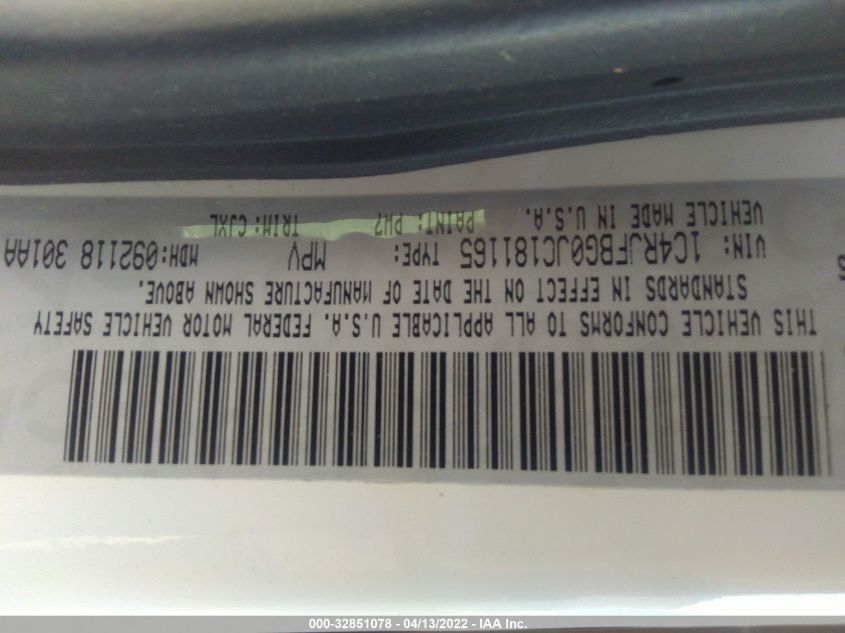 THIS VEHICLE CONFORMS TO ALL APPLICABLE U.S.A. FEDERAL MOTOR VEHICLE SAFETY
STANDARDS IN EFFECT ON THE DATE OF MANUFACTURE SHOWN ABOVE.
VIN: 1C4RJFBG0JC181165 TYPE: MPV MDH:092118 301AA
VEHICLE MADE IN U.S.A. PAINT: PW7 TRIM: CJXL
000-32851078 - 04/13/2022 - IAA Inc.